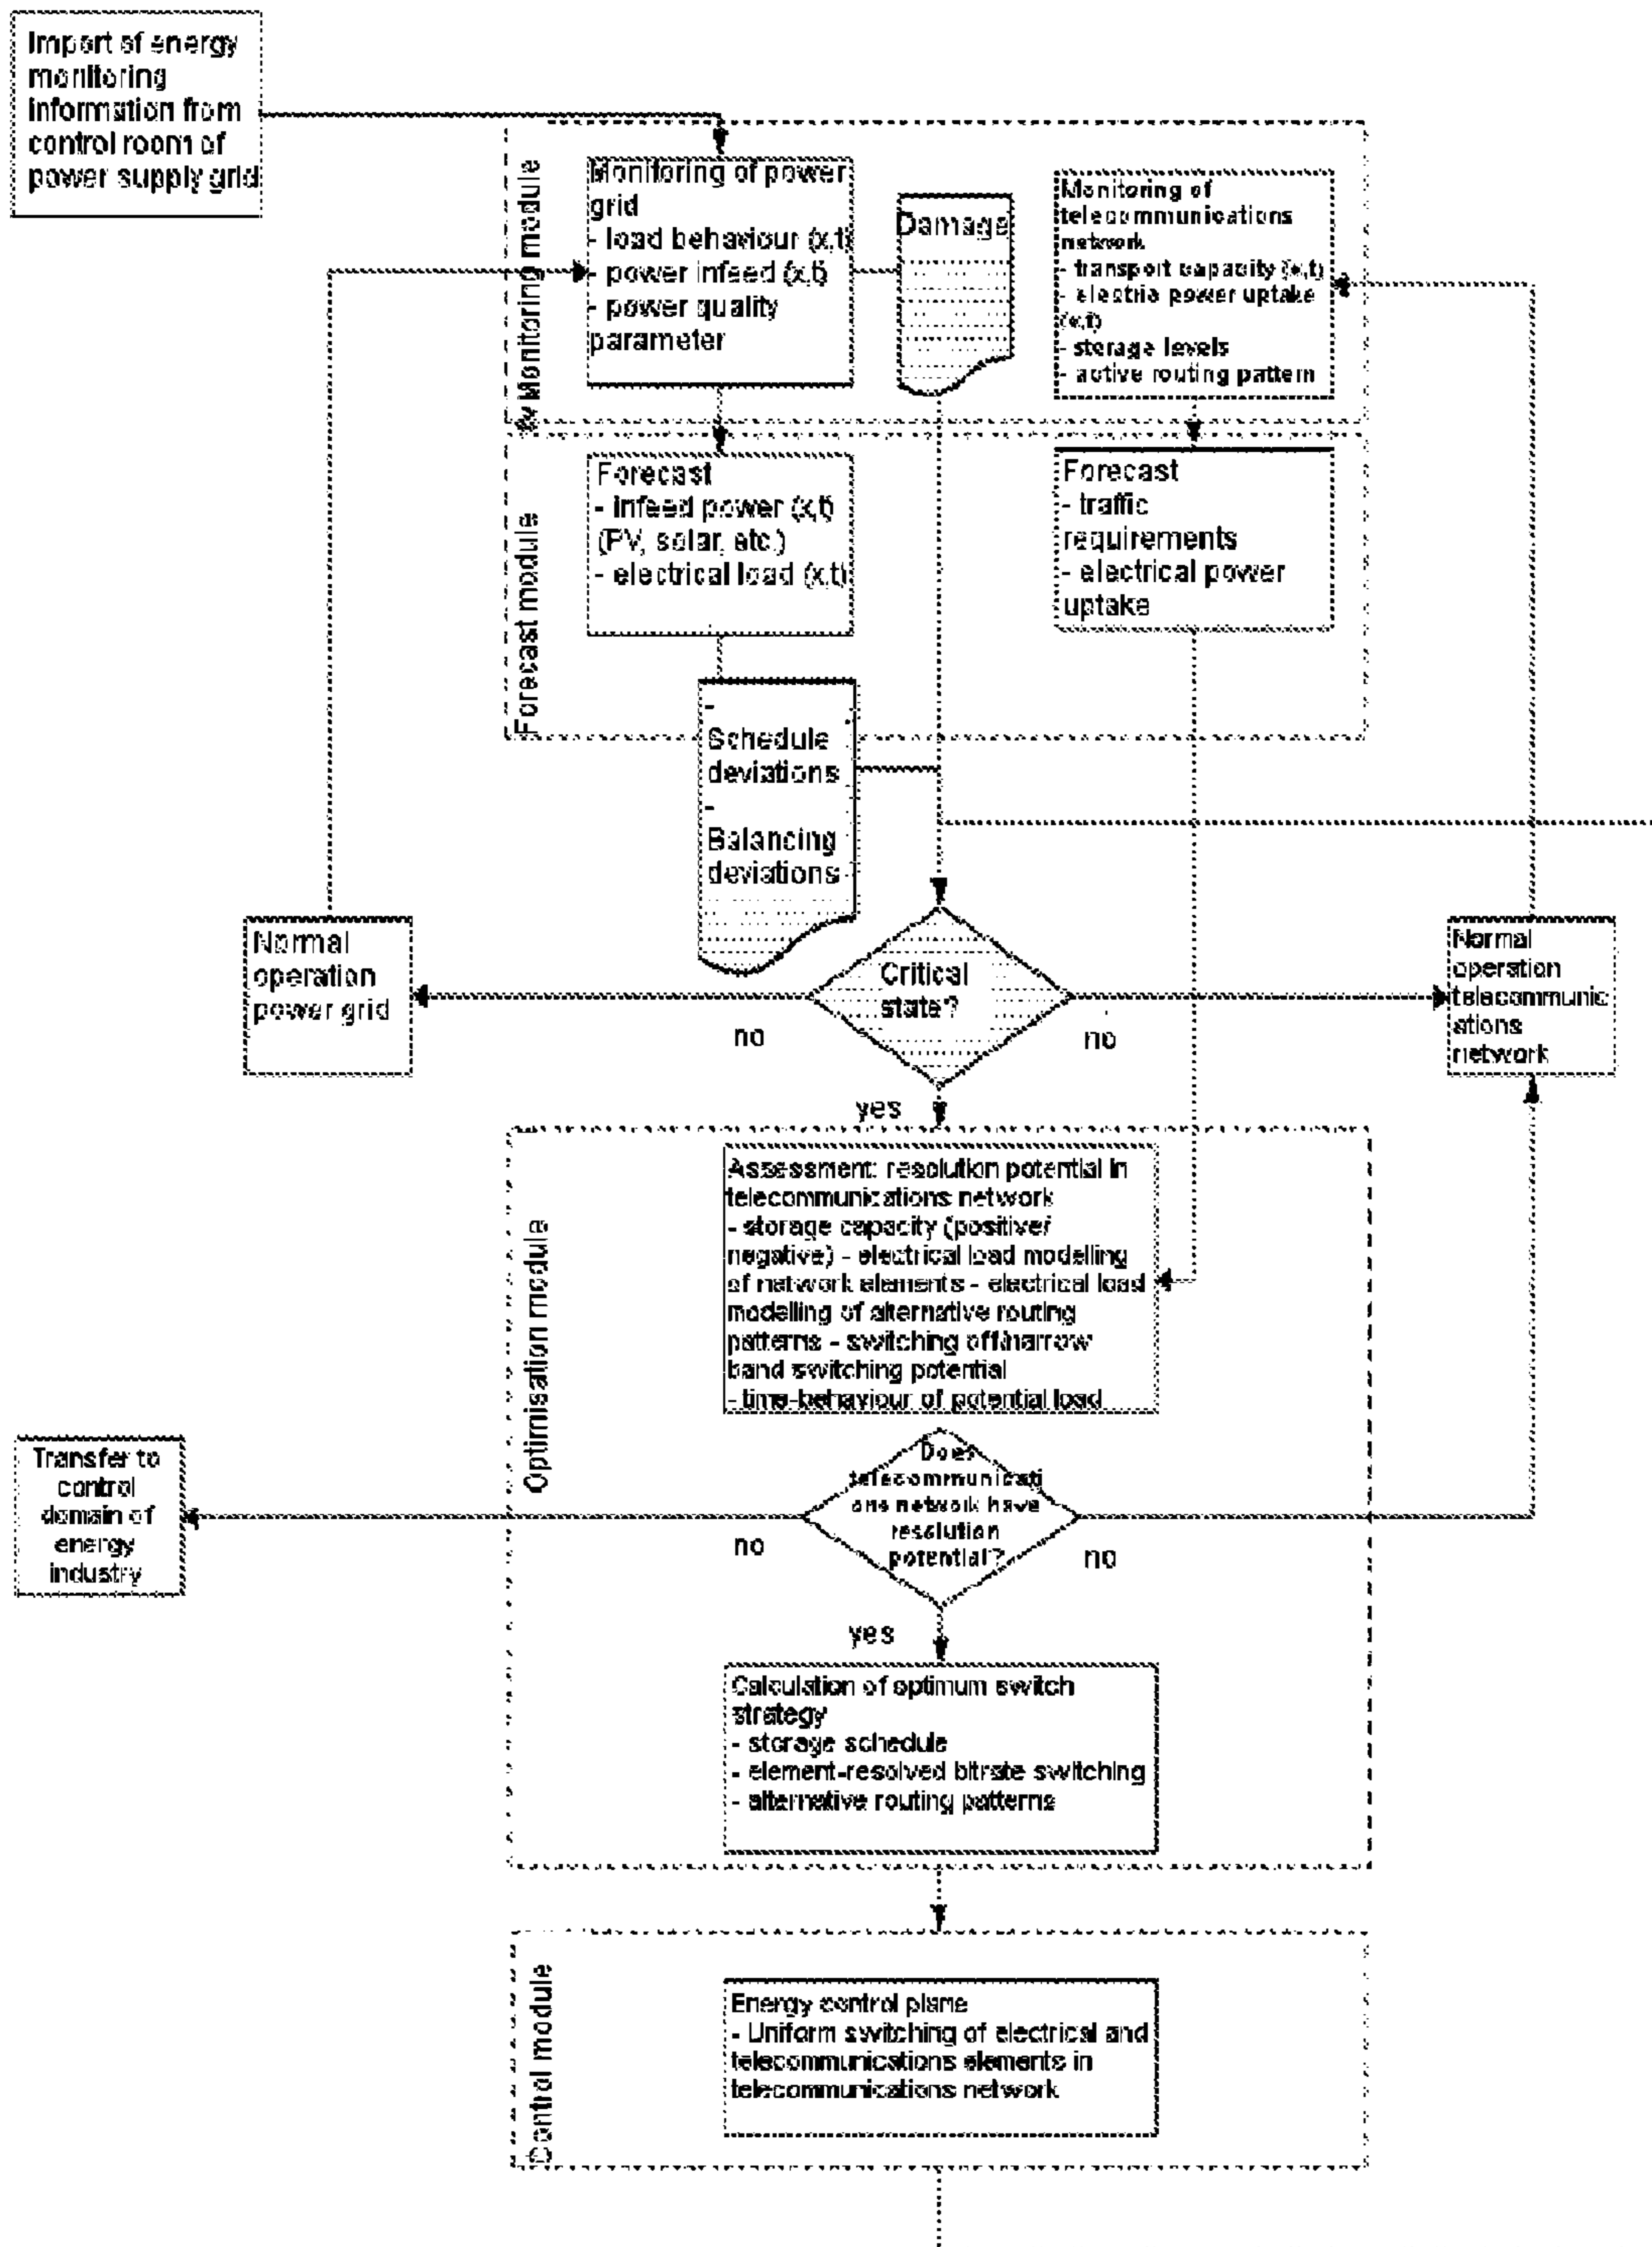 Import of energy
monitoring
information from
control room of
power supply grid
Monitoring module
Monitoring of power
grid
- load behaviour (x,t)
- power infeed (x,t)
- power quality
parameter
Damage
Monitoring of
telecommunications
network
- transport capacity (x,t)
- electric power uptake
(x,t)
- storage levels
- active routing pattern
Forecast module
Forecast
- infeed power (x,t)
(PV, solar, etc.)
- electrical load (x,t)
Forecast
- traffic
requirements
- electrical power
uptake
-
Schedule
deviations
-
Balancing
deviations
Normal
operation
power grid
Critical
state?
no
no
yes
Normal
operation
telecommunic
ations
network
Optimisation module
Assessment: resolution potential in
telecommunications network
- storage capacity (positive/
negative) - electrical load modelling
of network elements - electrical load
modelling of alternative routing
patterns - switching off/narrow
band switching potential
- time-behaviour of potential load
Transfer to
control
domain of
energy
industry
Does
telecommunicati
ons network have
resolution
potential?
no
no
yes
Calculation of optimum switch
strategy
- storage schedule
- element-resolved bitrate switching
- alternative routing patterns
Control module
Energy control plane
- Uniform switching of electrical and
telecommunications elements in
telecommunications network